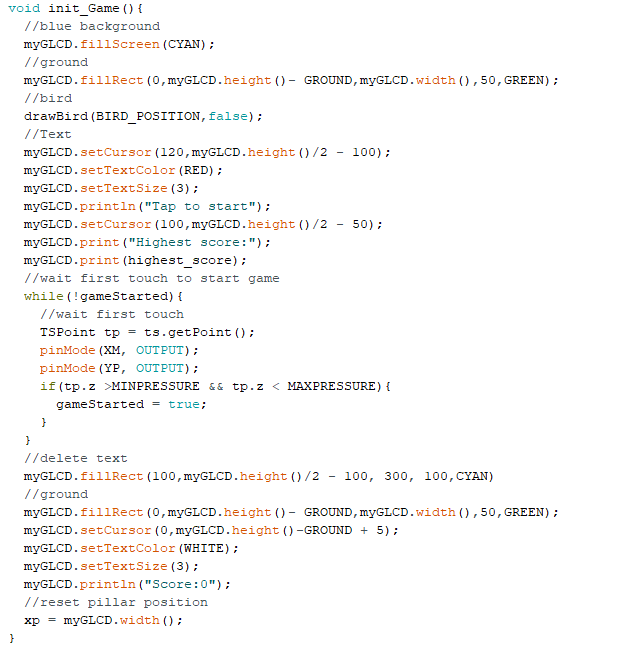 void init_Game(){
//blue background
myGLCD.fillScreen(CYAN);
//ground
myGLCD.fillRect(0,myGLCD.height()- GROUND,myGLCD.width(),50,GREEN);
//bird
drawBird(BIRD_POSITION,false);
//Text
myGLCD.setCursor(120,myGLCD.height()/2 - 100);
myGLCD.setTextColor(RED);
myGLCD.setTextSize(3);
myGLCD.println("Tap to start");
myGLCD.setCursor(100,myGLCD.height()/2 - 50);
myGLCD.print("Highest score:");
myGLCD.print(highest_score);
//wait first touch to start game
while(!gameStarted){
//wait first touch
TSPoint tp = ts.getPoint();
pinMode(XM, OUTPUT);
pinMode(YP, OUTPUT);
if(tp.z >MINPRESSURE && tp.z < MAXPRESSURE){
gameStarted = true;
}
}
//delete text
myGLCD.fillRect(100,myGLCD.height()/2 - 100, 300, 100,CYAN)
//ground
myGLCD.fillRect(0,myGLCD.height()- GROUND,myGLCD.width(),50,GREEN);
myGLCD.setCursor(0,myGLCD.height()-GROUND + 5);
myGLCD.setTextColor(WHITE);
myGLCD.setTextSize(3);
myGLCD.println("Score:0");
//reset pillar position
xp = myGLCD.width();
}